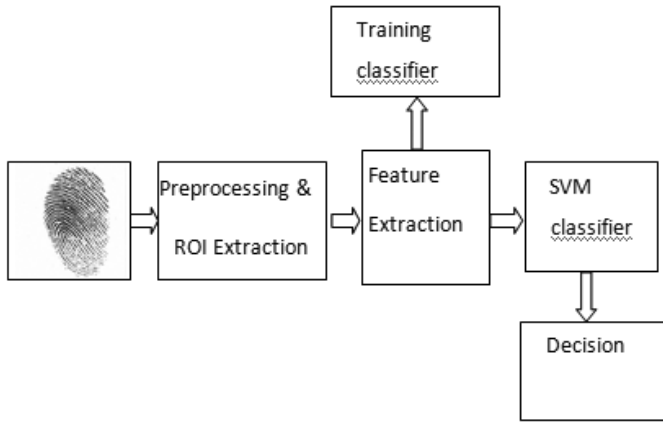 Training
classifier
Preprocessing &
ROI Extraction
Feature
Extraction
SVM
classifier
Decision